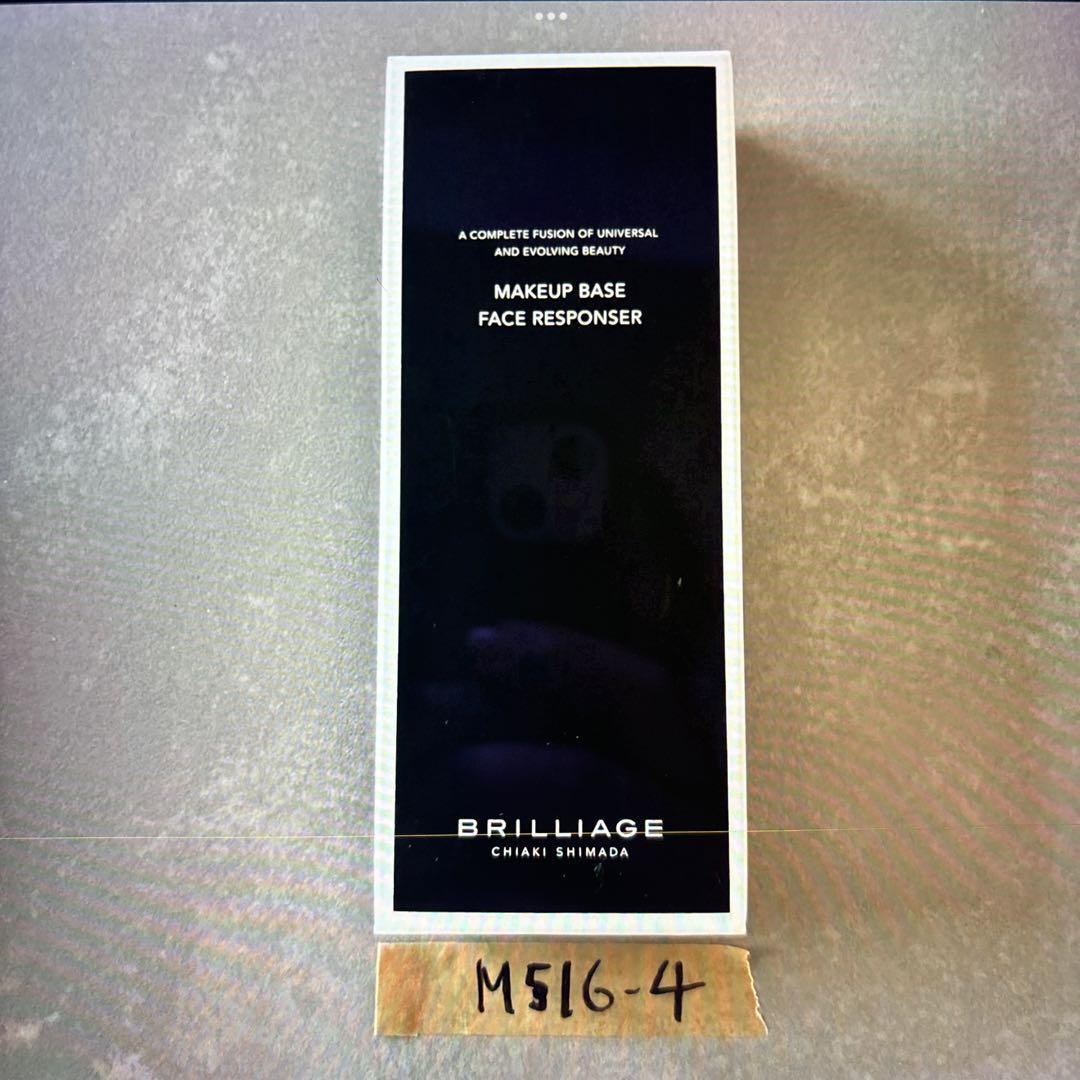 A COMPLETE FUSION OF UNIVERSAL
AND EVOLVING BEAUTY
MAKEUP BASE
FACE RESPONSER
BRILLIAGE
CHIAKI SHIMADA
M516-4